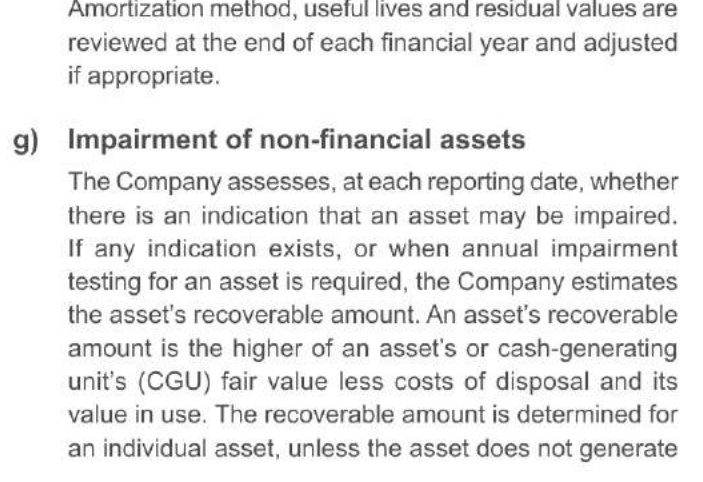 Amortization method, useful lives and residual values are
reviewed at the end of each financial year and adjusted
if appropriate.
g) Impairment of non-financial assets
The Company assesses, at each reporting date, whether
there is an indication that an asset may be impaired.
If any indication exists, or when annual impairment
testing for an asset is required, the Company estimates
the asset's recoverable amount. An asset's recoverable
amount is the higher of an asset's or cash-generating
unit's (CGU) fair value less costs of disposal and its
value in use. The recoverable amount is determined for
an individual asset, unless the asset does not generate